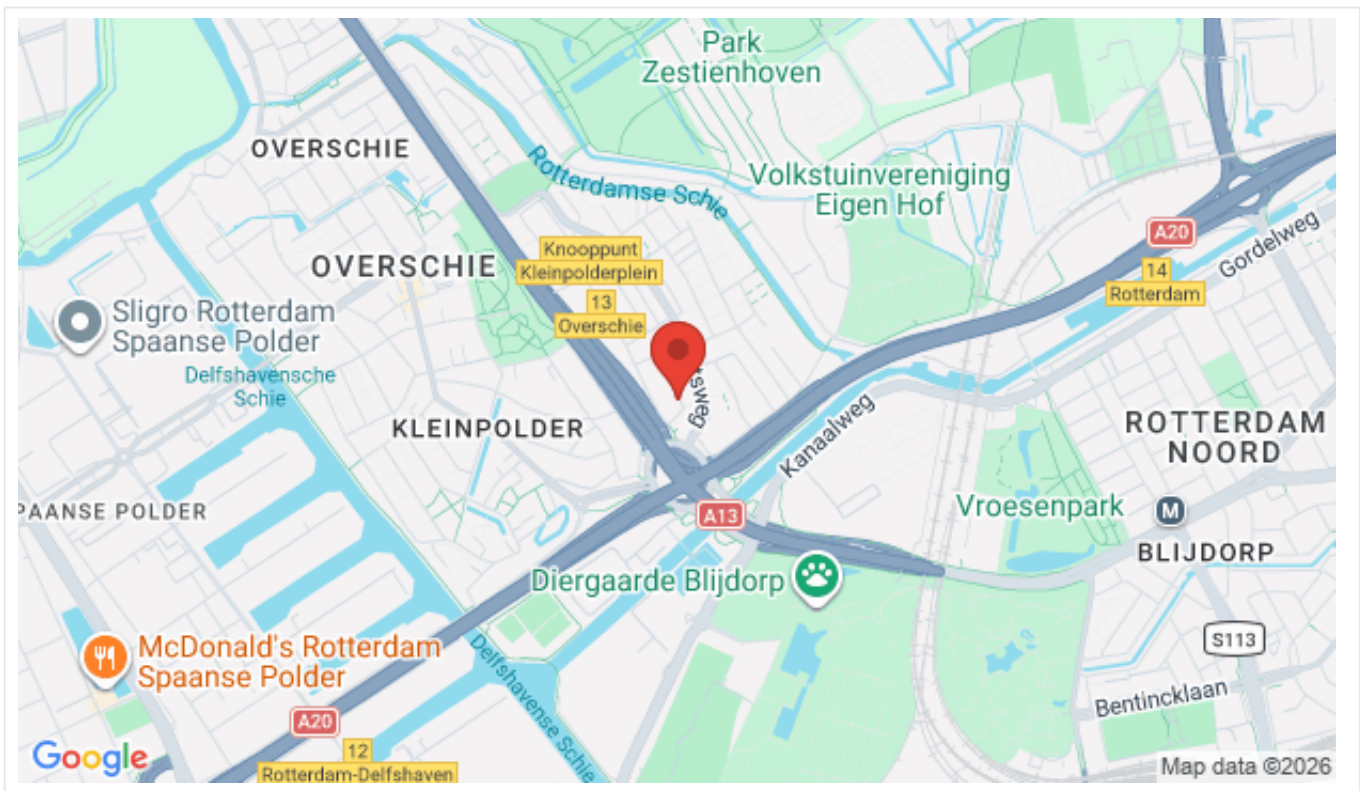 Park
Zestienhoven
OVERSCHIE
Rotterdamse Schie
Volkstuinvereniging
Eigen Hof
A20
Gordelweg
Knooppunt
Kleinpolderplein
OVERSCHIE
14
Rotterdam
13
Overschie
Sligro Rotterdam
Spaanse Polder
Delfshavensche
Schie
KLEINPOLDER
Kanaalweg
ROTTERDAM
NOORD
PAANSE POLDER
Vroesenpark
M
A13
BLIJDORP
Diergaarde Blijdorp
McDonald's Rotterdam
Spaanse Polder
S113
Delfshavense Schie
Bentincklaan
A20
12
Rotterdam-Delfshaven
Google
Map data ©2026